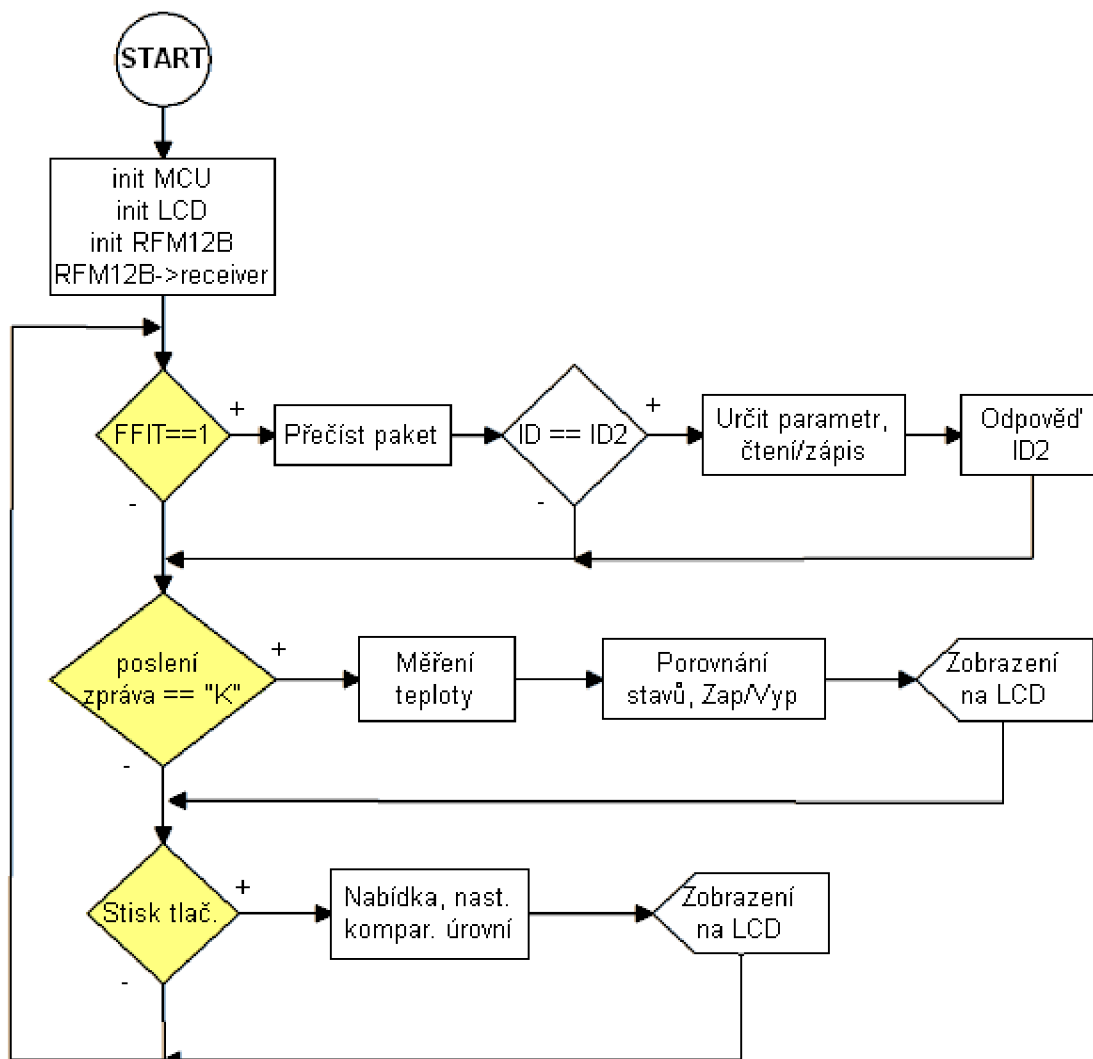 START
init MCU
init LCD
init RFM12B
RFM12B->receiver
FFIT==1
+
-
Přečíst paket
ID == ID2
+
-
Určit parametr,
čtení/zápis
Odpověď
ID2
poslení
zpráva == "K"
+
-
Měření
teploty
Porovnání
stavů, Zap/Vyp
Zobrazení
na LCD
Stisk tlač.
+
-
Nabídka, nast.
kompar. úrovní
Zobrazení
na LCD